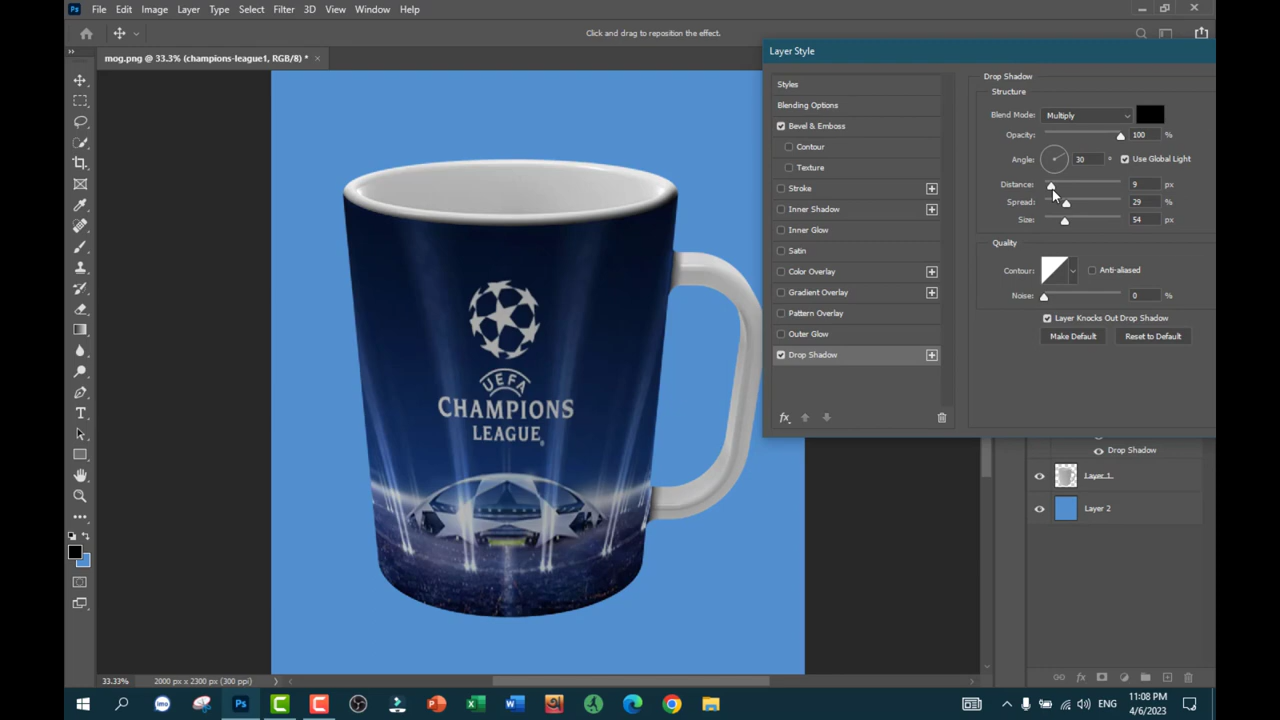 Ps File Edit Image Layer Type Select Filter 3D View Window Help
Click and drag to reposition the effect.
mog.png @ 33.3% (champions-league1, RGB/8) * ×
Layer Style
Styles
Blending Options
Bevel & Emboss
Contour
Texture
Stroke
Inner Shadow
Inner Glow
Satin
Color Overlay
Gradient Overlay
Pattern Overlay
Outer Glow
Drop Shadow
fx
Drop Shadow
Structure
Blend Mode: Multiply
Opacity: 100 %
Angle: 30 ° Use Global Light
Distance: 9 px
Spread: 29 %
Size: 54 px
Quality
Contour: Anti-aliased
Noise: 0 %
Layer Knocks Out Drop Shadow
Make Default Reset to Default
UEFA
CHAMPIONS
LEAGUE®
Drop Shadow
Layer 1
Layer 2
fx
33.33% 2000 px x 2300 px (300 ppi)
imo Ps P W ENG
11:08 PM
4/6/2023